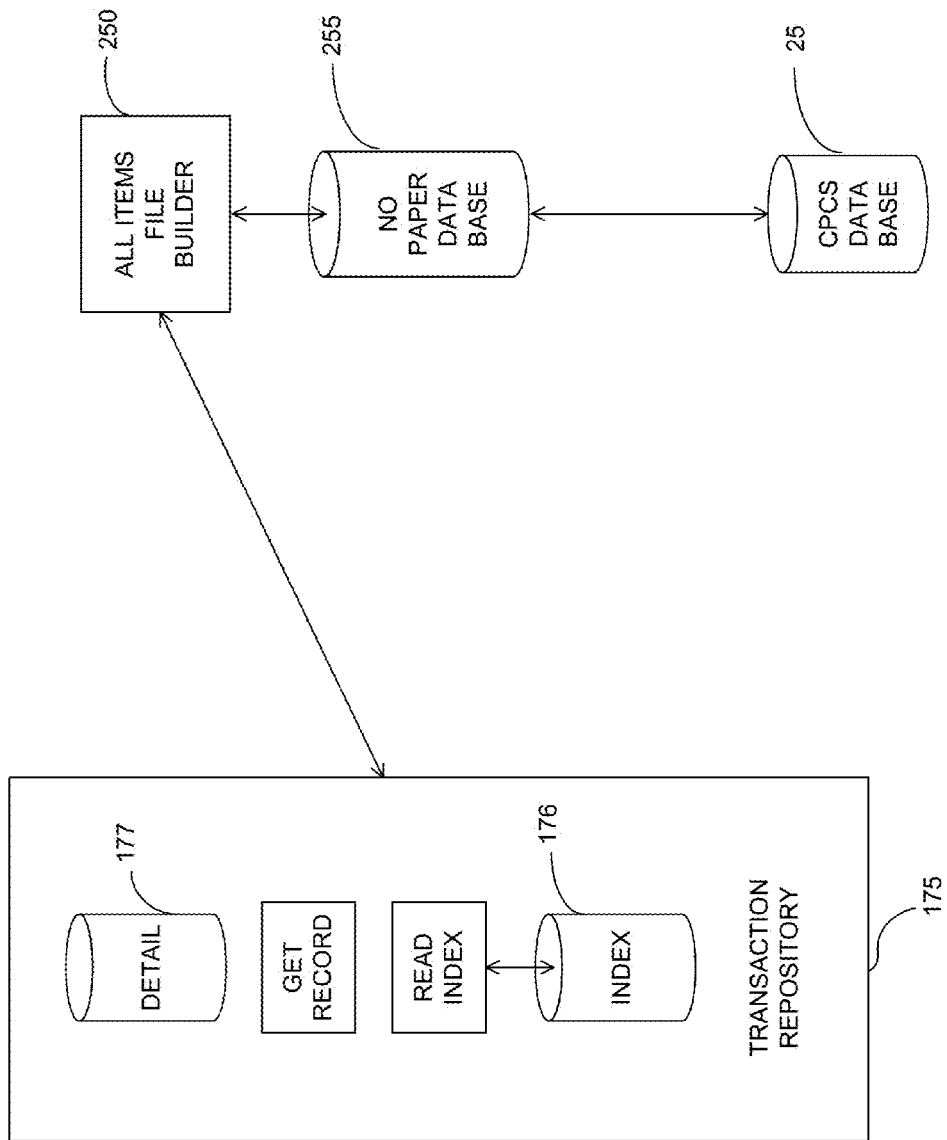 250
ALL ITEMS
FILE
BUILDER
255
NO
PAPER
DATA
BASE
25
CPCS
DATA
BASE
177
DETAIL
GET
RECORD
READ
INDEX
176
INDEX
TRANSACTION
REPOSITORY
175